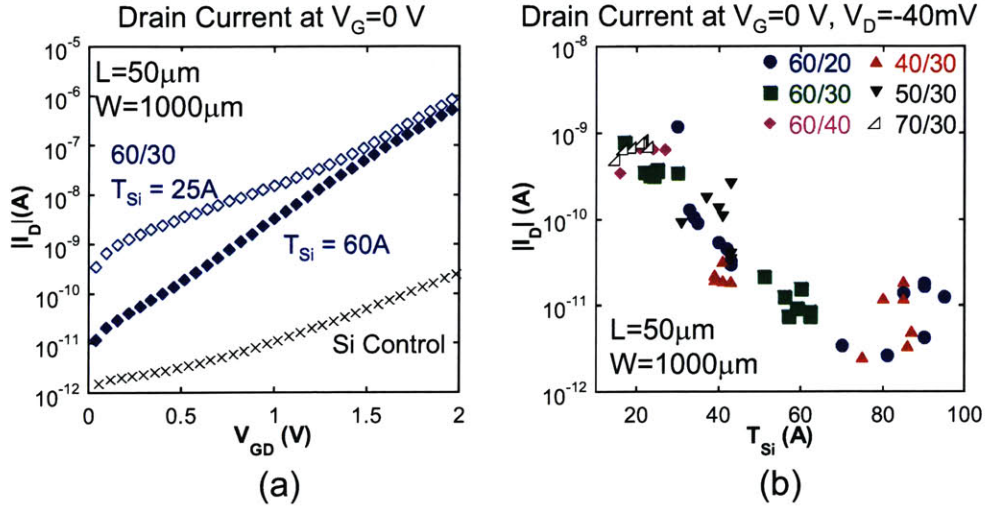 Drain Current at V_G=0 V
10^-5
10^-6
10^-7
10^-8
10^-9
10^-10
10^-11
10^-12
|I_D|(A)
L=50μm
W=1000μm
60/30
T_Si = 25A
T_Si = 60A
Si Control
0
0.5
1
1.5
2
V_GD (V)
(a)
Drain Current at V_G=0 V, V_D=-40mV
10^-8
10^-9
10^-10
10^-11
10^-12
|I_D| (A)
60/20
40/30
60/30
50/30
60/40
70/30
L=50μm
W=1000μm
20
40
60
80
100
T_Si (A)
(b)